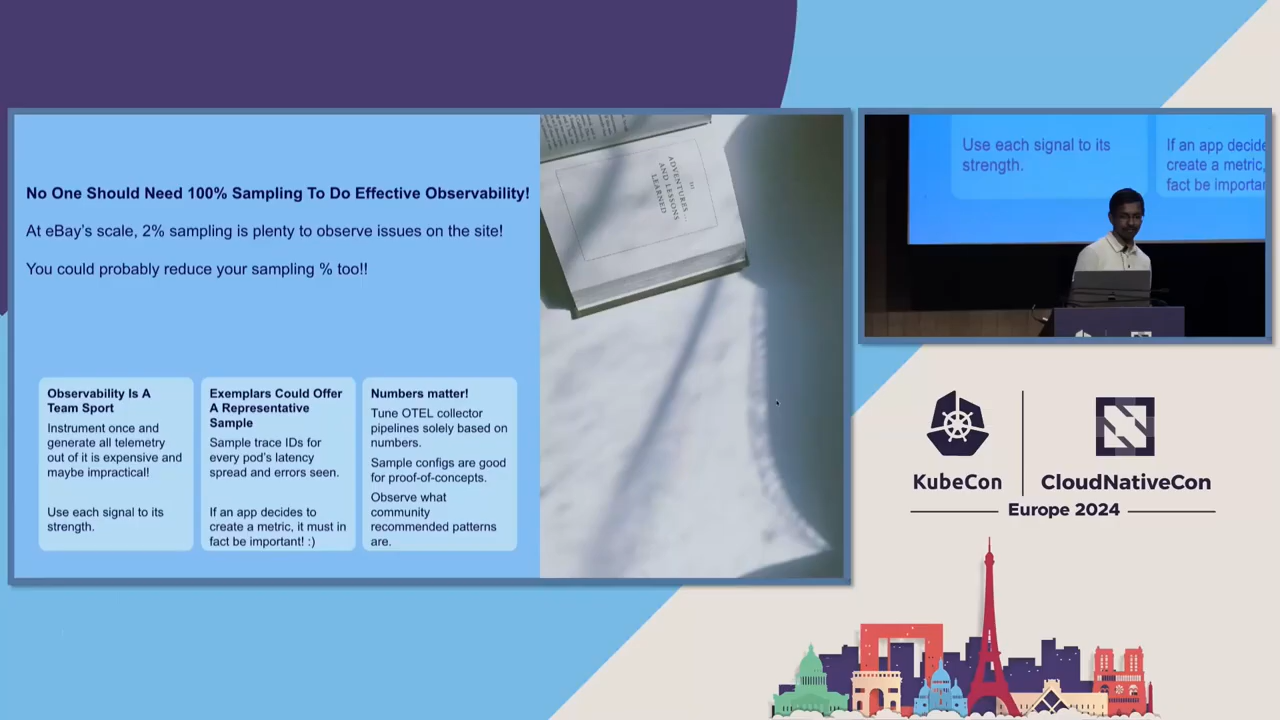 No One Should Need 100% Sampling To Do Effective Observability!
At eBay's scale, 2% sampling is plenty to observe issues on the site!
You could probably reduce your sampling % too!!
Observability Is A
Team Sport
Instrument once and
generate all telemetry
out of it is expensive and
maybe impractical!
Use each signal to its
strength.
Exemplars Could Offer
A Representative
Sample
Sample trace IDs for
every pod's latency
spread and errors seen.
If an app decides to
create a metric, it must in
fact be important! :)
Numbers matter!
Tune OTEL collector
pipelines solely based on
numbers.
Sample configs are good
for proof-of-concepts.
Observe what
community
recommended patterns
are.
TO
ADVENTURES
AND LESSONS
LEARNED
Use each signal to its
strength.
If an app decide
create a metric,
fact be importan
KubeCon
CloudNativeCon
Europe 2024